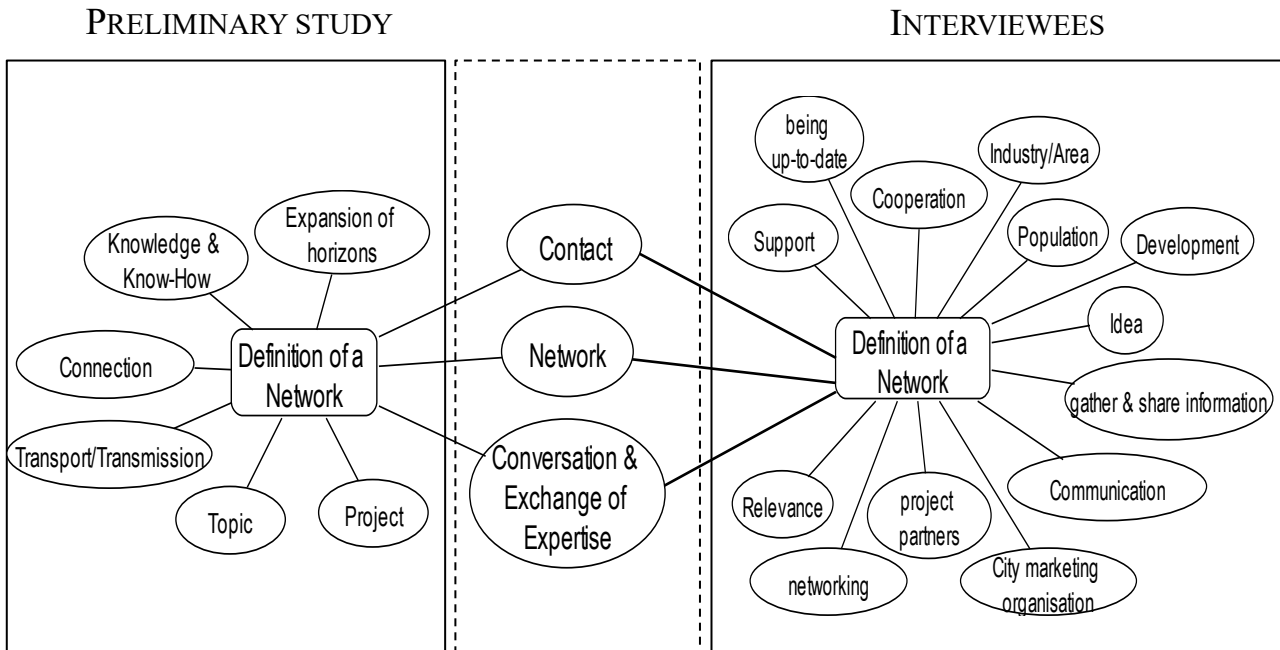 PRELIMINARY STUDY
INTERVIEWEES
Expansion of
horizons
Knowledge &
Know-How
Connection
Definition of a
Network
Transport/Transmission
Topic
Project
Contact
Network
Conversation &
Exchange of
Expertise
being
up-to-date
Industry/Area
Cooperation
Support
Population
Development
Definition of a
Network
Idea
gather & share information
Communication
Relevance
project
partners
networking
City marketing
organisation